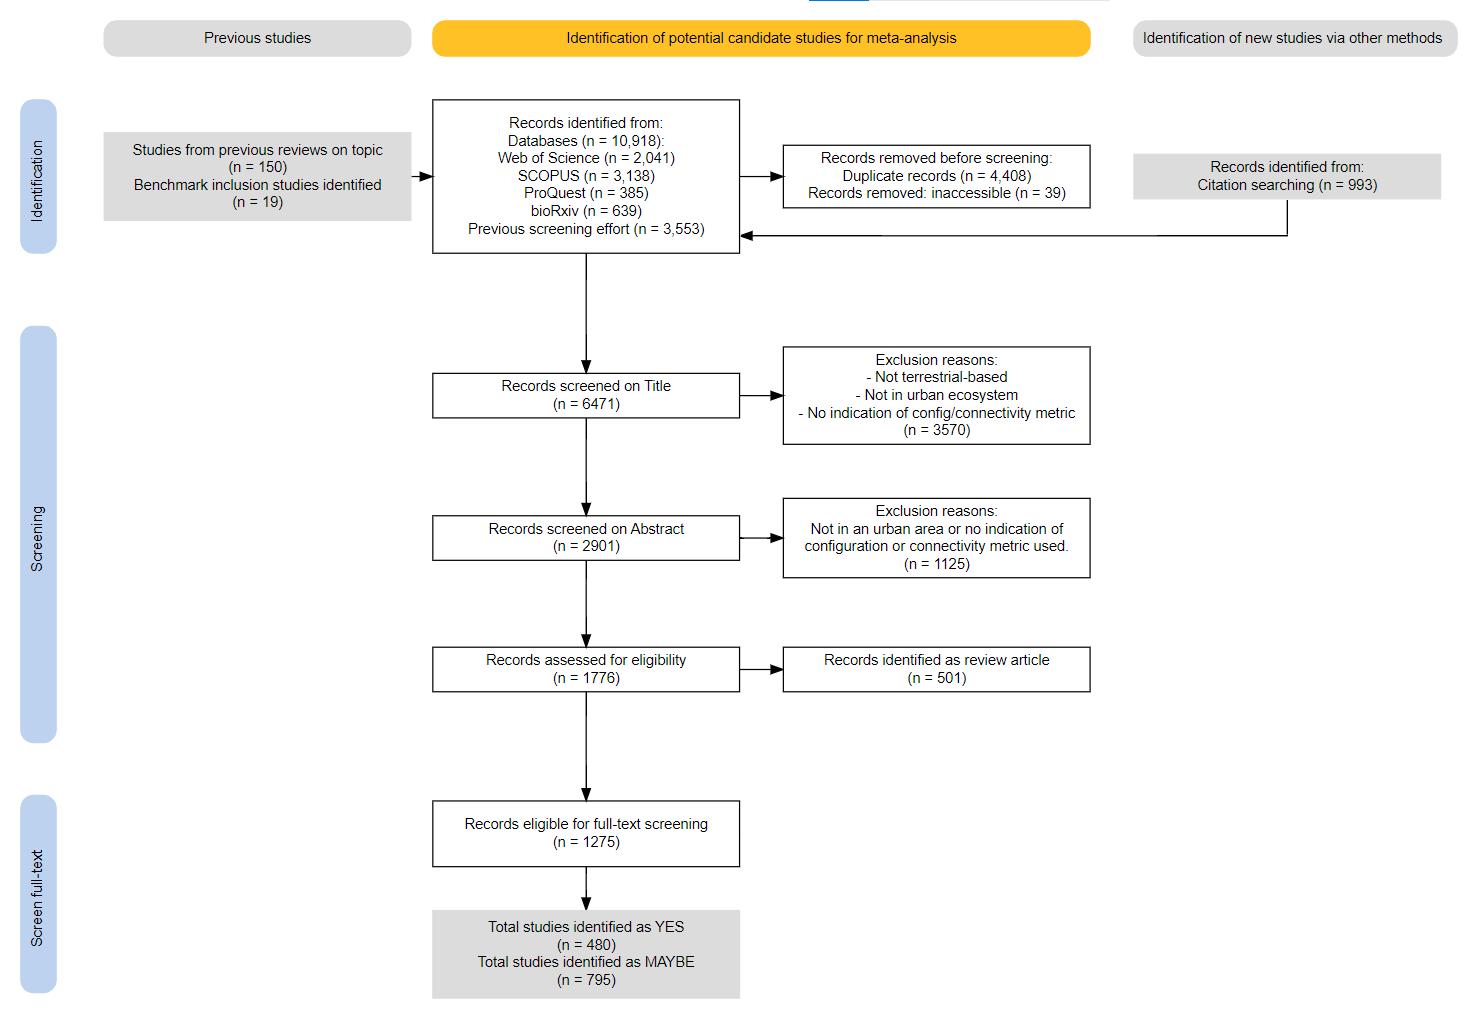 Previous studies
Identification of potential candidate studies for meta-analysis
Identification of new studies via other methods
Identification
Studies from previous reviews on topic
(n = 150)
Benchmark inclusion studies identified
(n = 19)
Records identified from:
Databases (n = 10,918):
Web of Science (n = 2,041)
SCOPUS (n = 3,138)
ProQuest (n = 385)
bioRxiv (n = 639)
Previous screening effort (n = 3,553)
Records removed before screening:
Duplicate records (n = 4,408)
Records removed: inaccessible (n = 39)
Records identified from:
Citation searching (n = 993)
Screening
Records screened on Title
(n = 6471)
Exclusion reasons:
- Not terrestrial-based
- Not in urban ecosystem
- No indication of config/connectivity metric
(n = 3570)
Records screened on Abstract
(n = 2901)
Exclusion reasons:
Not in an urban area or no indication of
configuration or connectivity metric used.
(n = 1125)
Records assessed for eligibility
(n = 1776)
Records identified as review article
(n = 501)
Screen full-text
Records eligible for full-text screening
(n = 1275)
Total studies identified as YES
(n = 480)
Total studies identified as MAYBE
(n = 795)